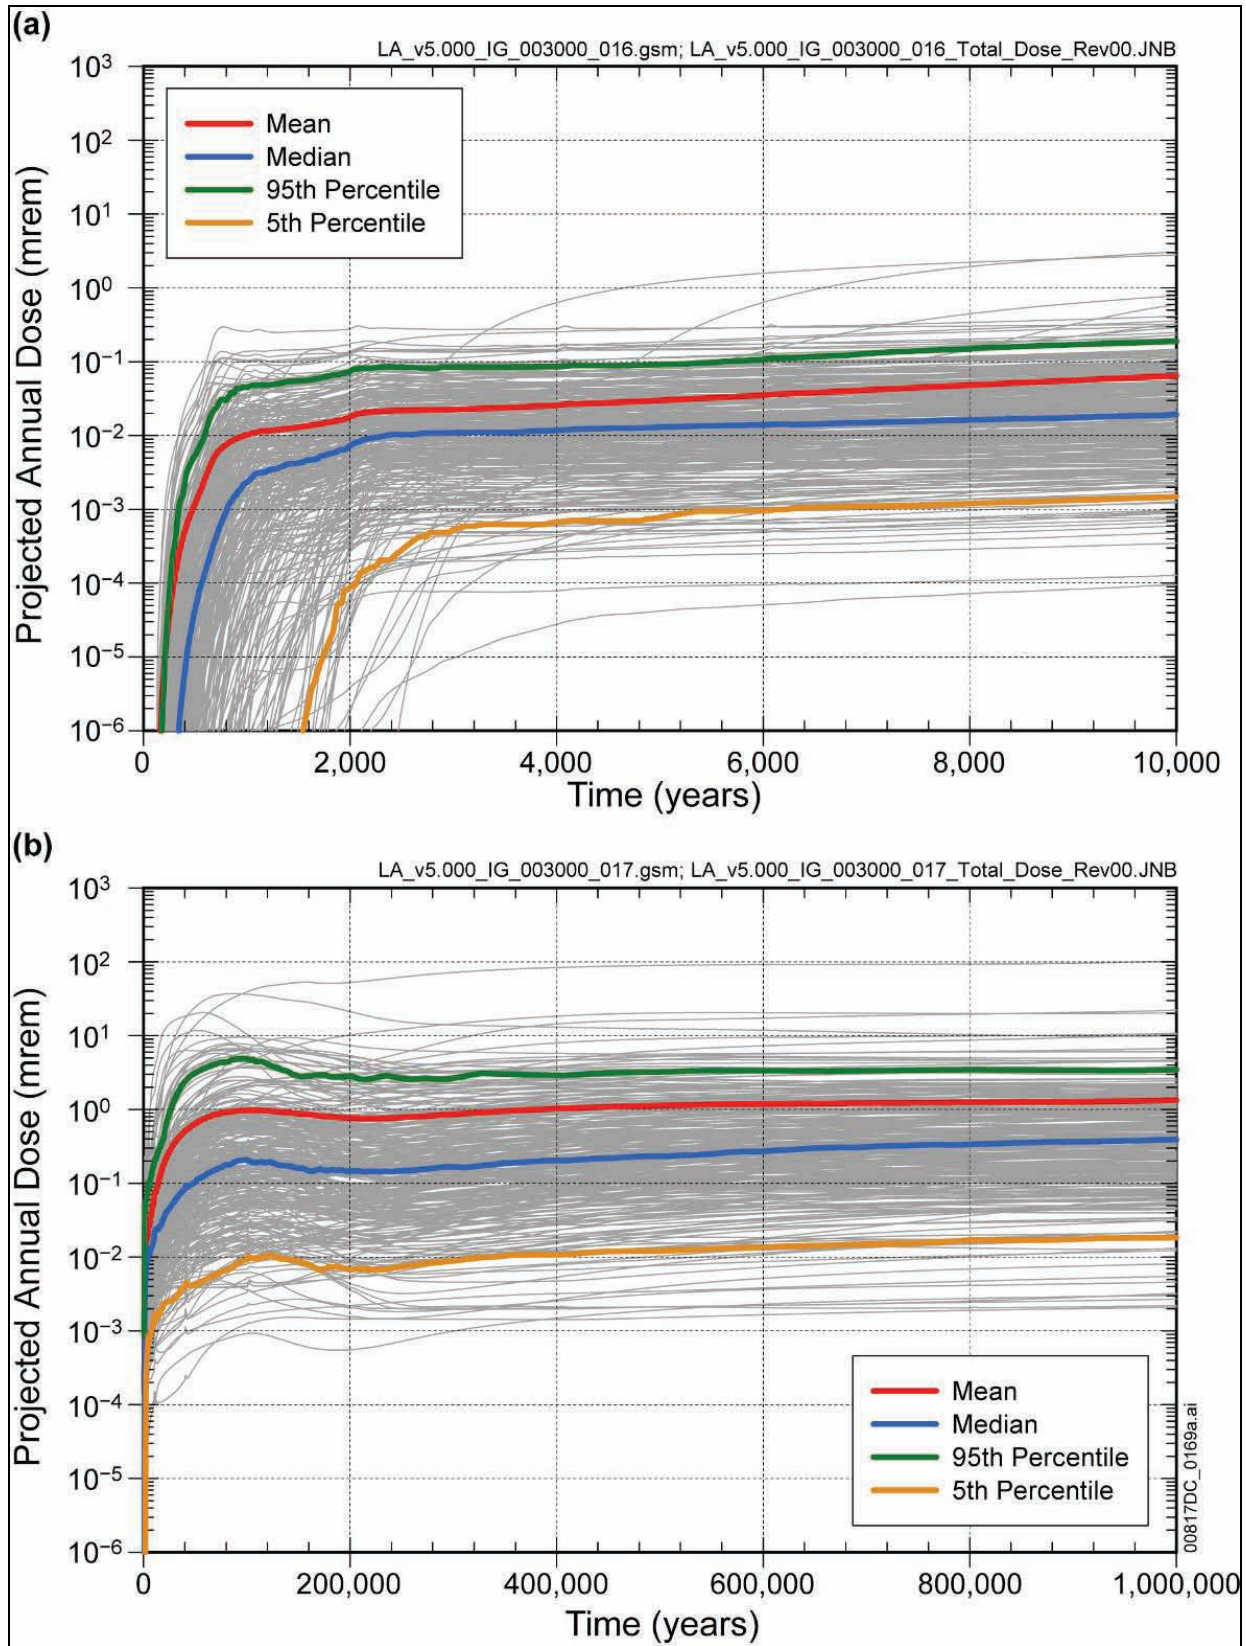 (a)
LA_v5.000_IG_003000_016.gsm; LA_v5.000_IG_003000_016_Total_Dose_Rev00.JNB
10³
10²
10¹
10⁰
10⁻¹
10⁻²
10⁻³
10⁻⁴
10⁻⁵
10⁻⁶
Projected Annual Dose (mrem)
Mean
Median
95th Percentile
5th Percentile
0 2,000 4,000 6,000 8,000 10,000
Time (years)
(b)
LA_v5.000_IG_003000_017.gsm; LA_v5.000_IG_003000_017_Total_Dose_Rev00.JNB
10³
10²
10¹
10⁰
10⁻¹
10⁻²
10⁻³
10⁻⁴
10⁻⁵
10⁻⁶
Projected Annual Dose (mrem)
Mean
Median
95th Percentile
5th Percentile
00817DC_0169a.ai
0 200,000 400,000 600,000 800,000 1,000,000
Time (years)